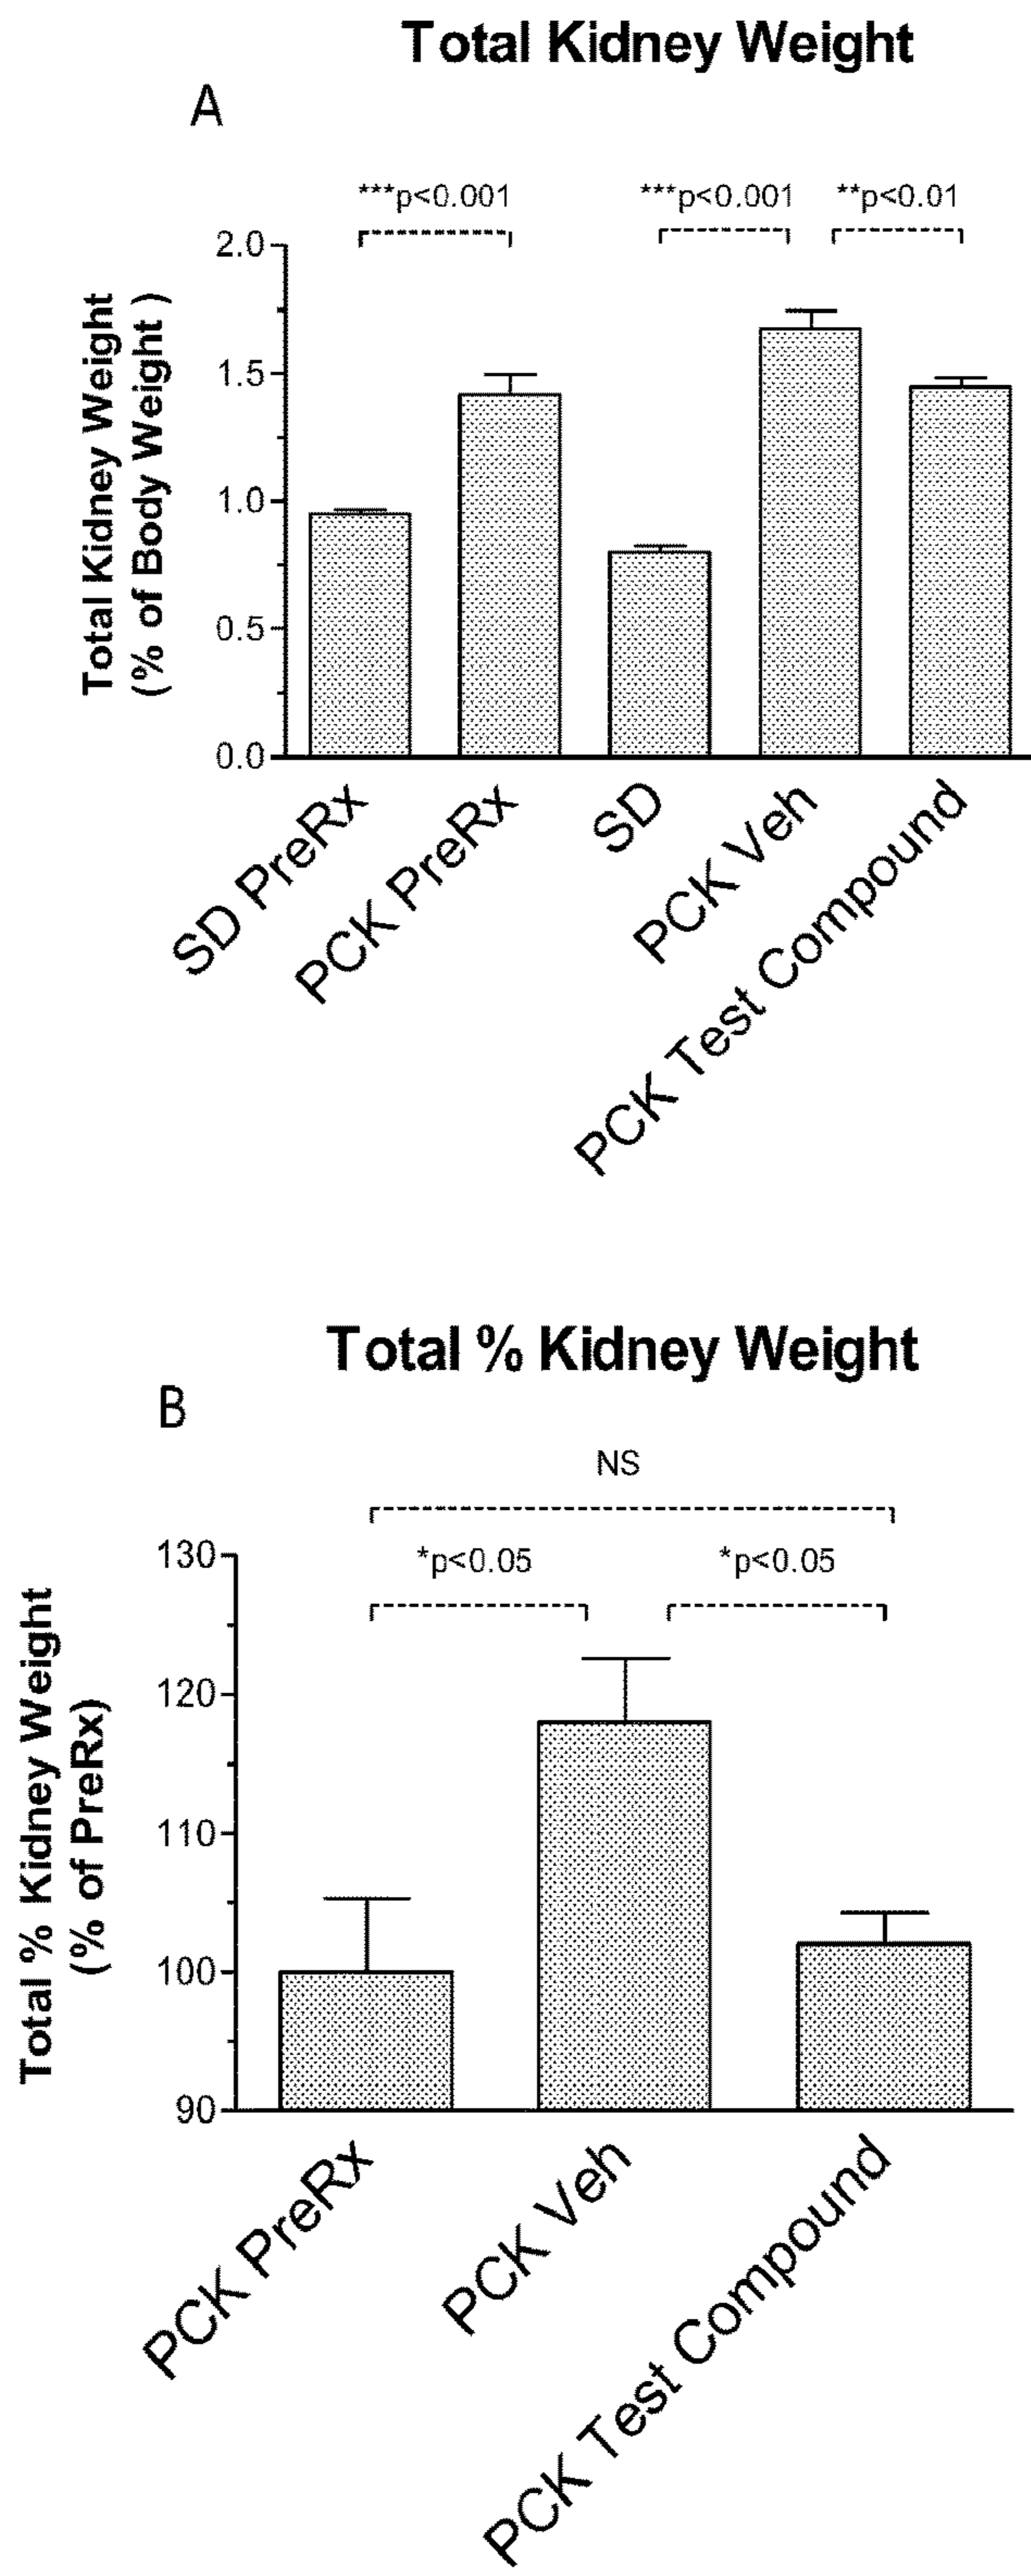 Total Kidney Weight
A
***p<0.001 ***p<0.001 **p<0.01
Total Kidney Weight
(% of Body Weight )
2.0
1.5
1.0
0.5
0.0
SD PreRx
PCK PreRx
SD
PCK Veh
PCK Test Compound
Total % Kidney Weight
B
NS
*p<0.05 *p<0.05
Total % Kidney Weight
(% of PreRx)
130
120
110
100
90
PCK PreRx
PCK Veh
PCK Test Compound